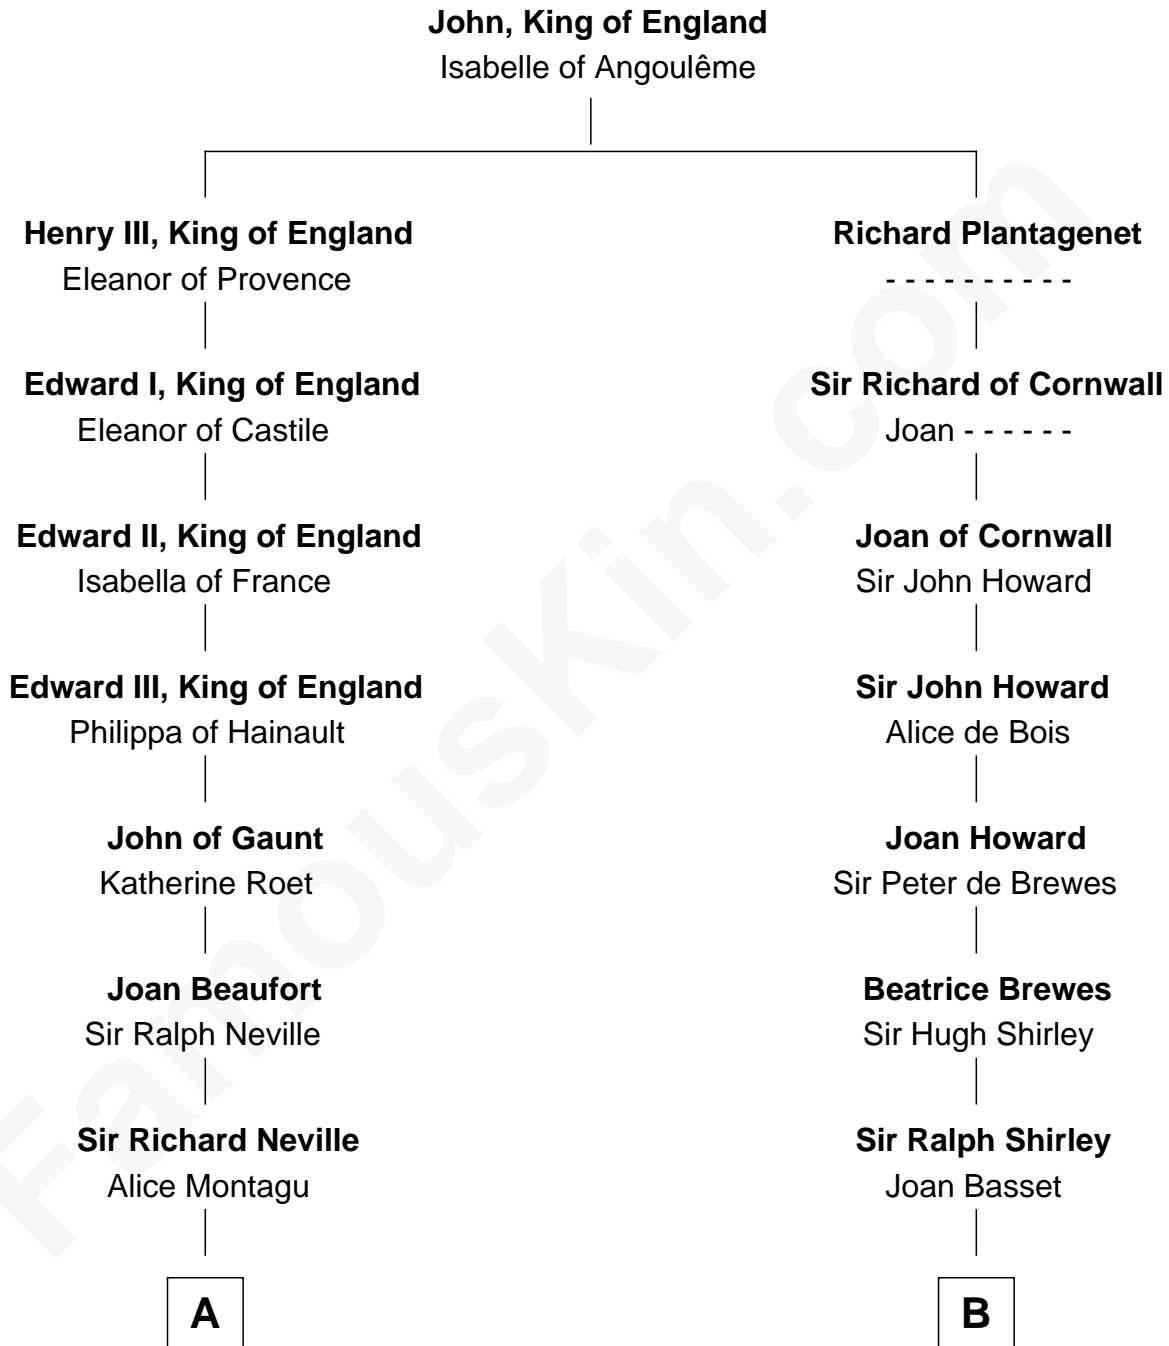 John, King of England
Isabelle of Angoulême
Henry III, King of England
Eleanor of Provence
Richard Plantagenet
- - - - - - - - - -
Edward I, King of England
Eleanor of Castile
Sir Richard of Cornwall
Joan - - - - - -
Edward II, King of England
Isabella of France
Joan of Cornwall
Sir John Howard
Edward III, King of England
Philippa of Hainault
Sir John Howard
Alice de Bois
John of Gaunt
Katherine Roet
Joan Howard
Sir Peter de Brewes
Joan Beaufort
Sir Ralph Neville
Beatrice Brewes
Sir Hugh Shirley
Sir Richard Neville
Alice Montagu
Sir Ralph Shirley
Joan Basset
A
B
FamousKin.com